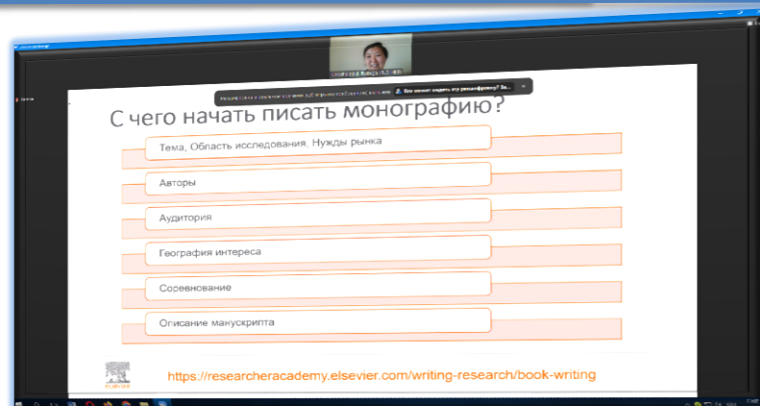 С чего начать писать монографию?
Тема, Область исследования, Нужды рынка
Авторы
Аудитория
География интереса
Соревнование
Описание манускрипта
ELSEVIER
https://researcheracademy.elsevier.com/writing-research/book-writing